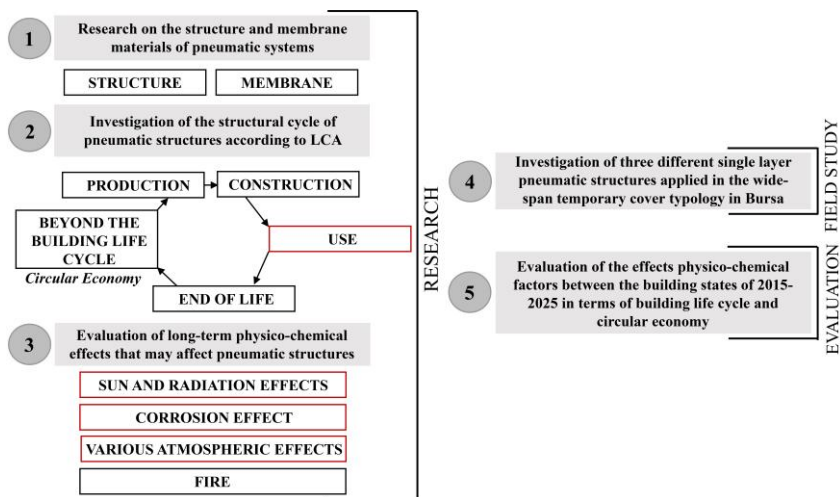 1
Research on the structure and membrane
materials of pneumatic systems
STRUCTURE
MEMBRANE
2
Investigation of the structural cycle of
pneumatic structures according to LCA
PRODUCTION
CONSTRUCTION
BEYOND THE
BUILDING LIFE
CYCLE
USE
Circular Economy
END OF LIFE
3
Evaluation of long-term physico-chemical
effects that may affect pneumatic structures
SUN AND RADIATION EFFECTS
CORROSION EFFECT
VARIOUS ATMOSPHERIC EFFECTS
FIRE
RESEARCH
4
Investigation of three different single layer
pneumatic structures applied in the wide-
span temporary cover typology in Bursa
FIELD STUDY
5
Evaluation of the effects physico-chemical
factors between the building states of 2015-
2025 in terms of building life cycle and
circular economy
EVALUATION